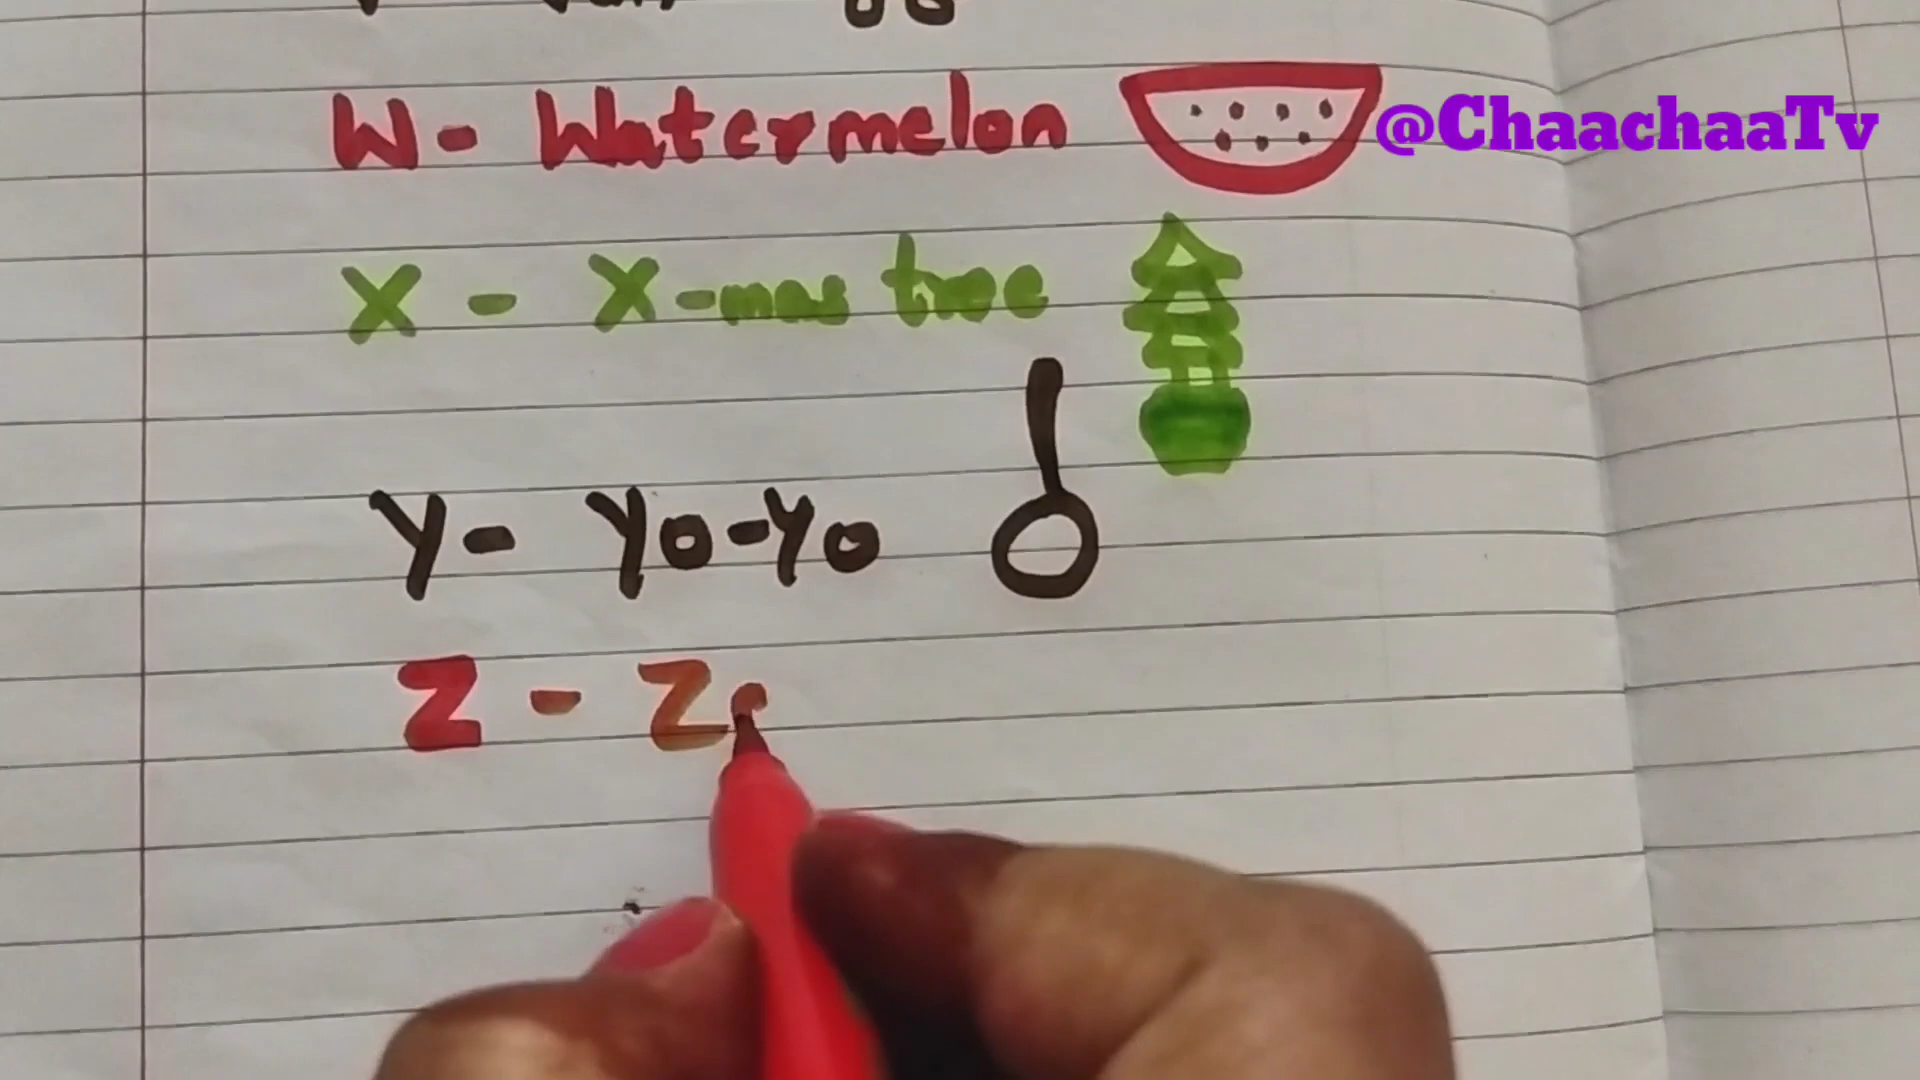 W- Watermelon
@ChaachaaTv
X - X-mas tree
Y- Yo-Yo
Z - Z